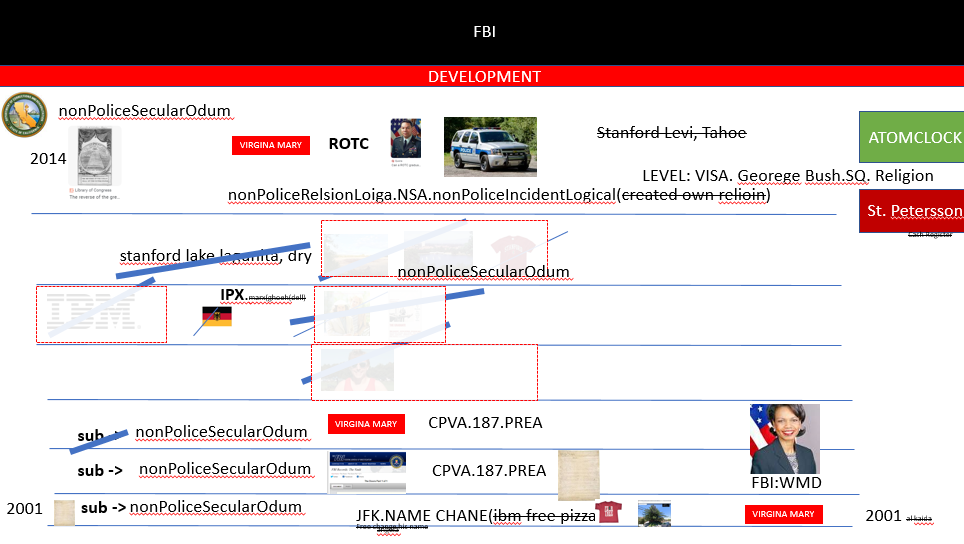 FBI
DEVELOPMENT
nonPoliceSecularOdum
2014
Library of Congress
The reverse of the gre...
VIRGINA MARY
ROTC
Stanford Levi, Tahoe
ATOMCLOCK
LEVEL: VISA. Georege Bush.SQ. Religion
nonPoliceRelsionLoiga.NSA.nonPoliceIncidentLogical(created own relioin)
St. Petersson
Cash Register
stanford lake lagunita, dry
nonPoliceSecularOdum
IBM
IPX.
sub ->
nonPoliceSecularOdum
VIRGINA MARY
CPVA.187.PREA
sub ->
nonPoliceSecularOdum
CPVA.187.PREA
FBI:WMD
2001
sub ->
nonPoliceSecularOdum
JFK.NAME CHANE(ibm free pizza
Free change his name
VIRGINA MARY
2001